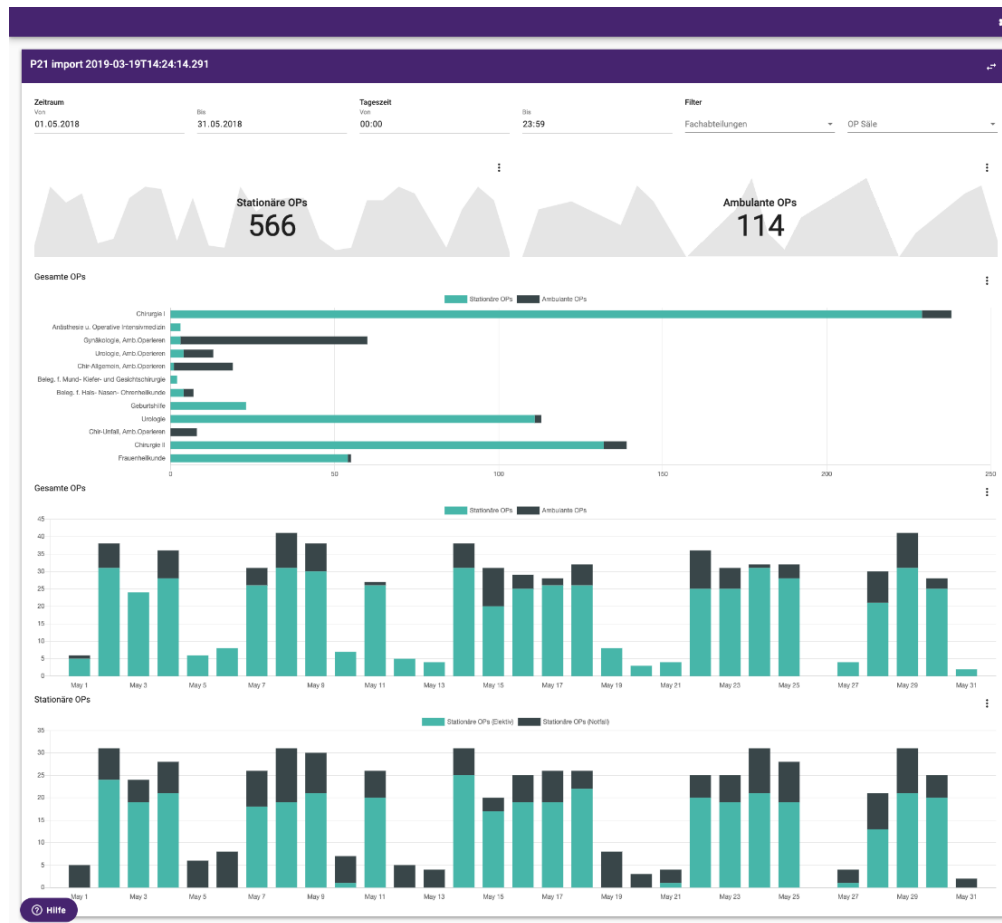 P21 import 2019-03-19T14:24:14.291
Zeitraum Tageszeit Filter
Von Bis Von Bis
01.05.2018 31.05.2018 00:00 23:59 Fachabteilungen OP Säle
Stationäre OPs Ambulante OPs
566 114
Gesamte OPs
Stationäre OPs Ambulante OPs
Chirurgie I
Anästhesie u. Operative Intensivmedizin
Gynäkologie, Amb.Operieren
Urologie, Amb.Operieren
Chir-Allgemein, Amb.Operieren
Beleg. f. Mund- Kiefer- und Gesichtschirurgie
Beleg. f. Hals- Nasen- Ohrenheilkunde
Geburtshilfe
Urologie
Chir-Unfall, Amb.Operieren
Chirurgie II
Frauenheilkunde
0 50 100 150 200 250
Gesamte OPs
Stationäre OPs Ambulante OPs
45
40
35
30
25
20
15
10
5
0
May 1 May 3 May 5 May 7 May 9 May 11 May 13 May 15 May 17 May 19 May 21 May 23 May 25 May 27 May 29 May 31
Stationäre OPs
Stationäre OPs (Elektiv) Stationäre OPs (Notfall)
35
30
25
20
15
10
5
0
May 1 May 3 May 5 May 7 May 9 May 11 May 13 May 15 May 17 May 19 May 21 May 23 May 25 May 27 May 29 May 31
Hilfe